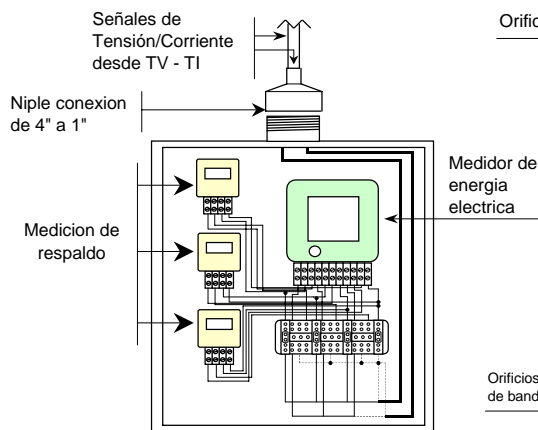 Señales de
Tensión/Corriente
desde TV - TI
Orific
Niple conexion
de 4" a 1"
Medidor de
energia
electrica
Medicion de
respaldo
Orificios
de band